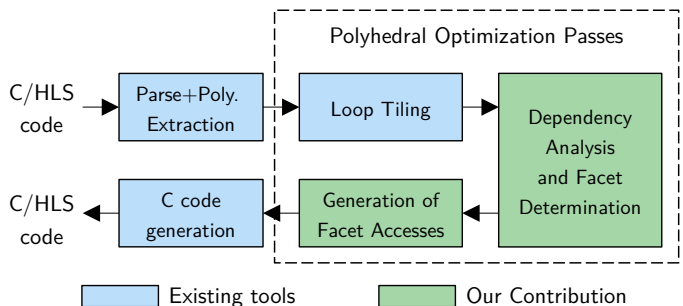 Polyhedral Optimization Passes
C/HLS
code
Parse+Poly.
Extraction
Loop Tiling
Dependency
Analysis
and Facet
Determination
C/HLS
code
C code
generation
Generation of
Facet Accesses
Existing tools
Our Contribution